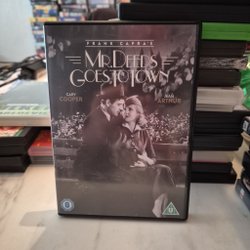 FRANK CAPRA'S
MR. DEEDS
GOES TO TOWN
GARY JEAN
COOPER ARTHUR
U